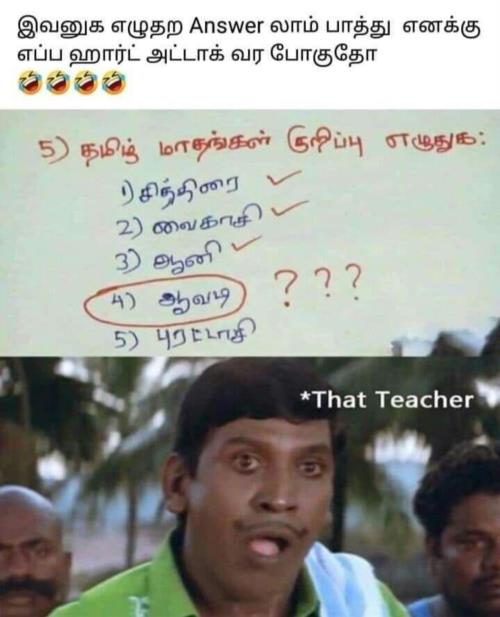 இவனுக எழுதற Answer லாம் பாத்து எனக்கு
எப்ப ஹார்ட் அட்டாக் வர போகுதோ
🤣🤣🤣🤣
5) தமிழ் மாதங்கள் குறிப்பு எழுதுக:
1) சித்திரை ✓
2) வைகாசி ✓
3) ஆனி ✓
4) ஆவடி ? ? ?
5) புரட்டாதி
*That Teacher